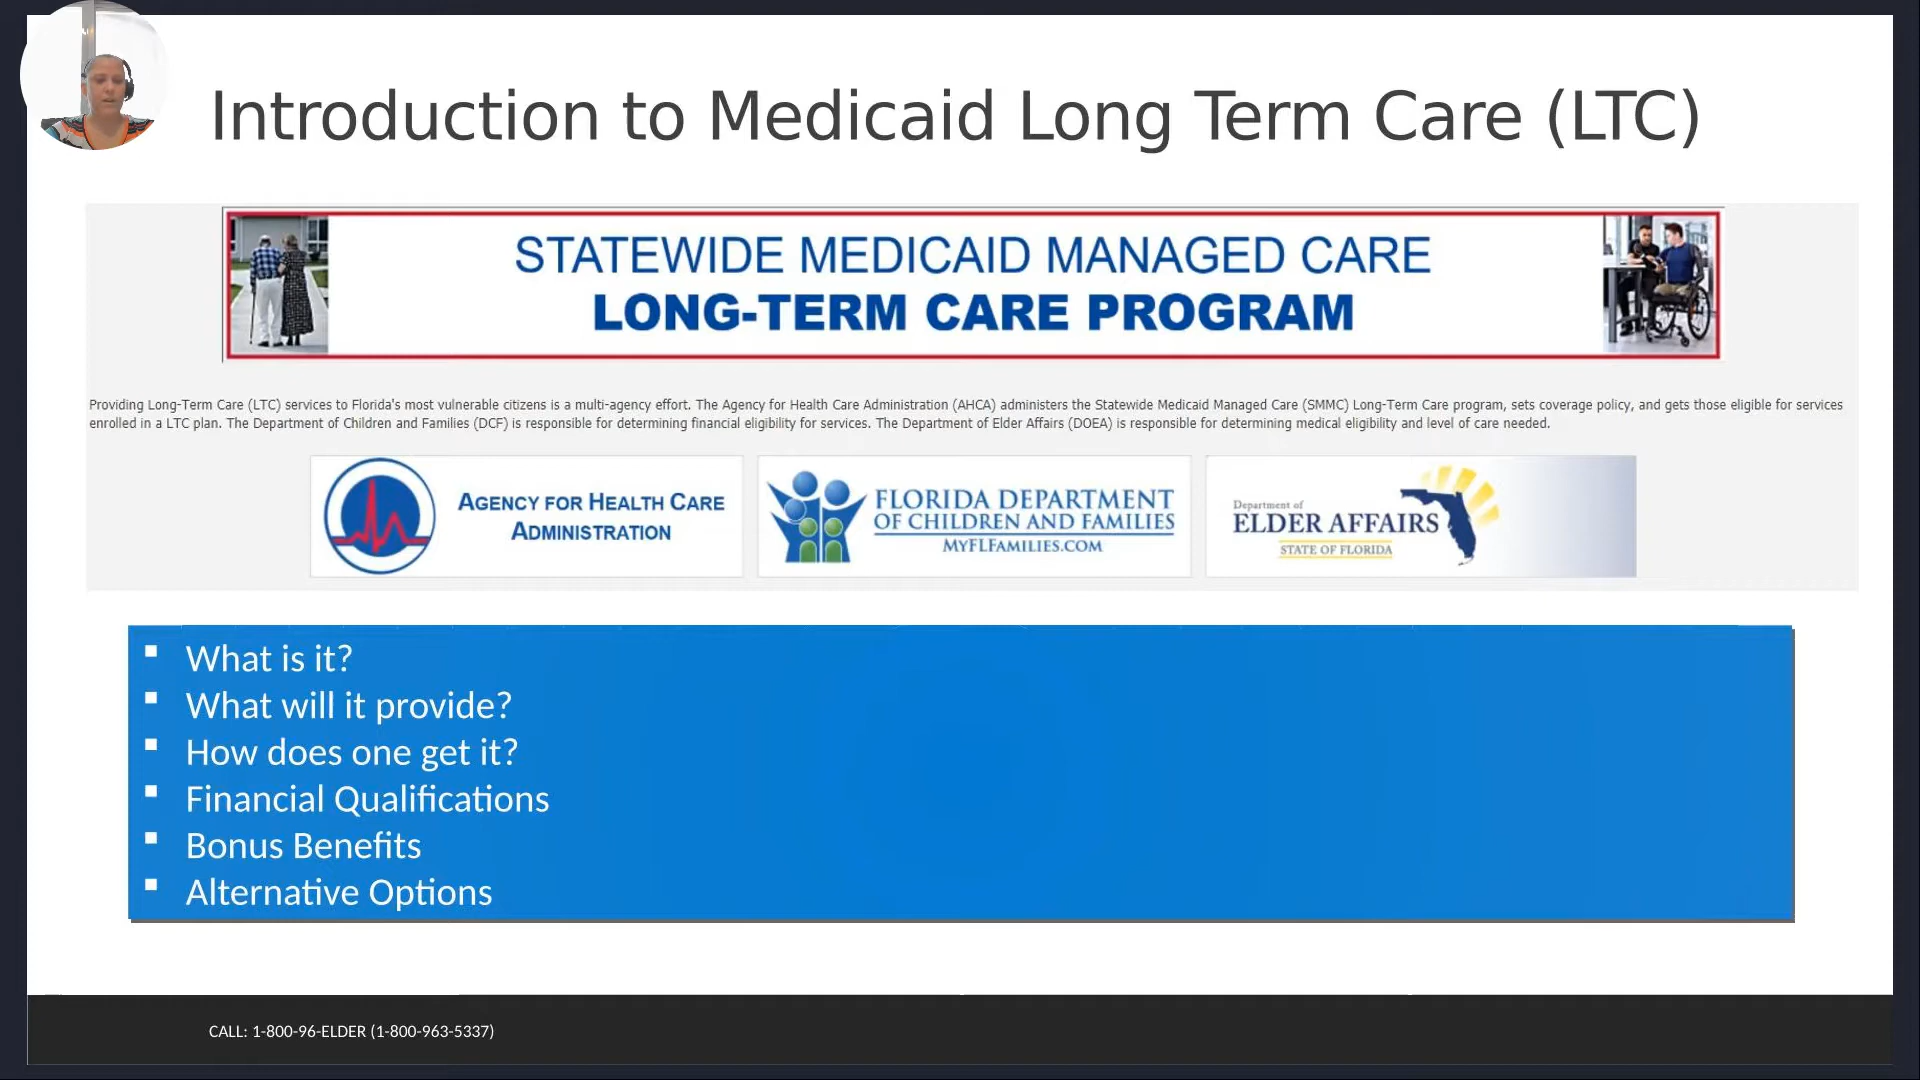 Introduction to Medicaid Long Term Care (LTC)
STATEWIDE MEDICAID MANAGED CARE
LONG-TERM CARE PROGRAM
Providing Long-Term Care (LTC) services to Florida's most vulnerable citizens is a multi-agency effort. The Agency for Health Care Administration (AHCA) administers the Statewide Medicaid Managed Care (SMMC) Long-Term Care program, sets coverage policy, and gets those eligible for services
enrolled in a LTC plan. The Department of Children and Families (DCF) is responsible for determining financial eligibility for services. The Department of Elder Affairs (DOEA) is responsible for determining medical eligibility and level of care needed.
AGENCY FOR HEALTH CARE
ADMINISTRATION
FLORIDA DEPARTMENT
OF CHILDREN AND FAMILIES
MYFLFAMILIES.COM
Department of
ELDER AFFAIRS
STATE OF FLORIDA
▪ What is it?
▪ What will it provide?
▪ How does one get it?
▪ Financial Qualifications
▪ Bonus Benefits
▪ Alternative Options
CALL: 1-800-96-ELDER (1-800-963-5337)